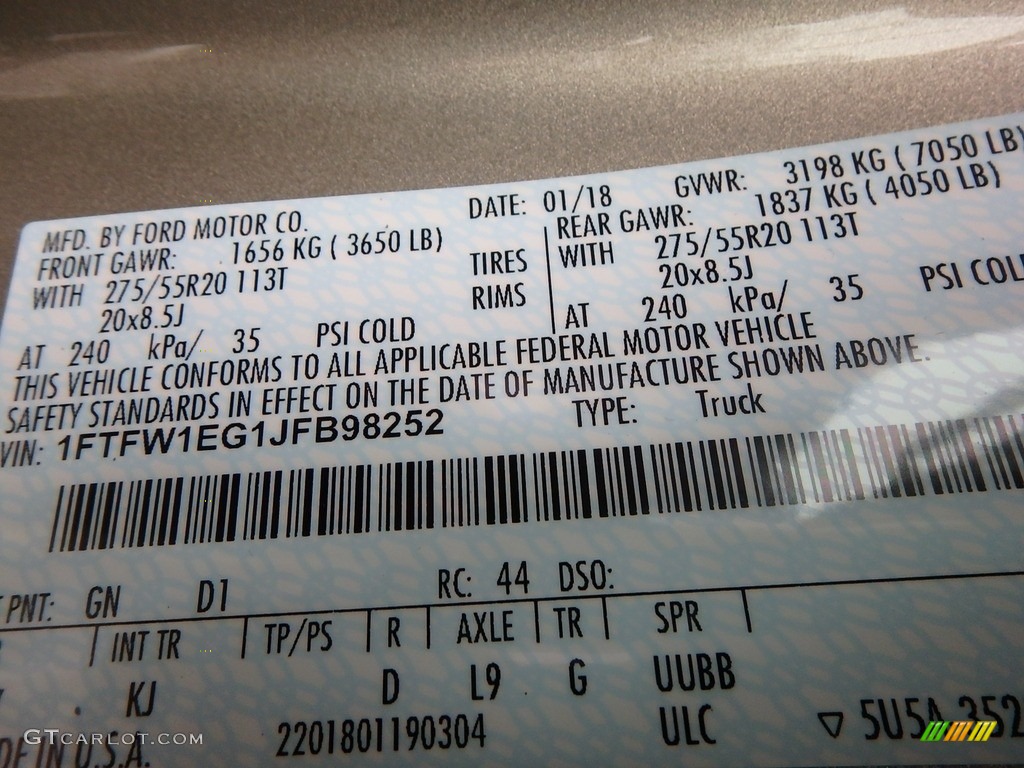 MFD. BY FORD MOTOR CO. DATE: 01/18 GVWR: 3198 KG ( 7050 LB)
FRONT GAWR: 1656 KG ( 3650 LB) REAR GAWR: 1837 KG ( 4050 LB)
WITH 275/55R20 113T TIRES WITH 275/55R20 113T
20x8.5J RIMS 20x8.5J
AT 240 kPa/ 35 PSI COLD AT 240 kPa/ 35 PSI COL
THIS VEHICLE CONFORMS TO ALL APPLICABLE FEDERAL MOTOR VEHICLE
SAFETY STANDARDS IN EFFECT ON THE DATE OF MANUFACTURE SHOWN ABOVE.
VIN: 1FTFW1EG1JFB98252 TYPE: Truck
PNT: GN D1 RC: 44 DSO:
INT TR TP/PS R AXLE TR SPR
KJ D L9 G UUBB
IN U.S.A. 2201801190304 ULC 5U5A 352
GTCARLOT.COM